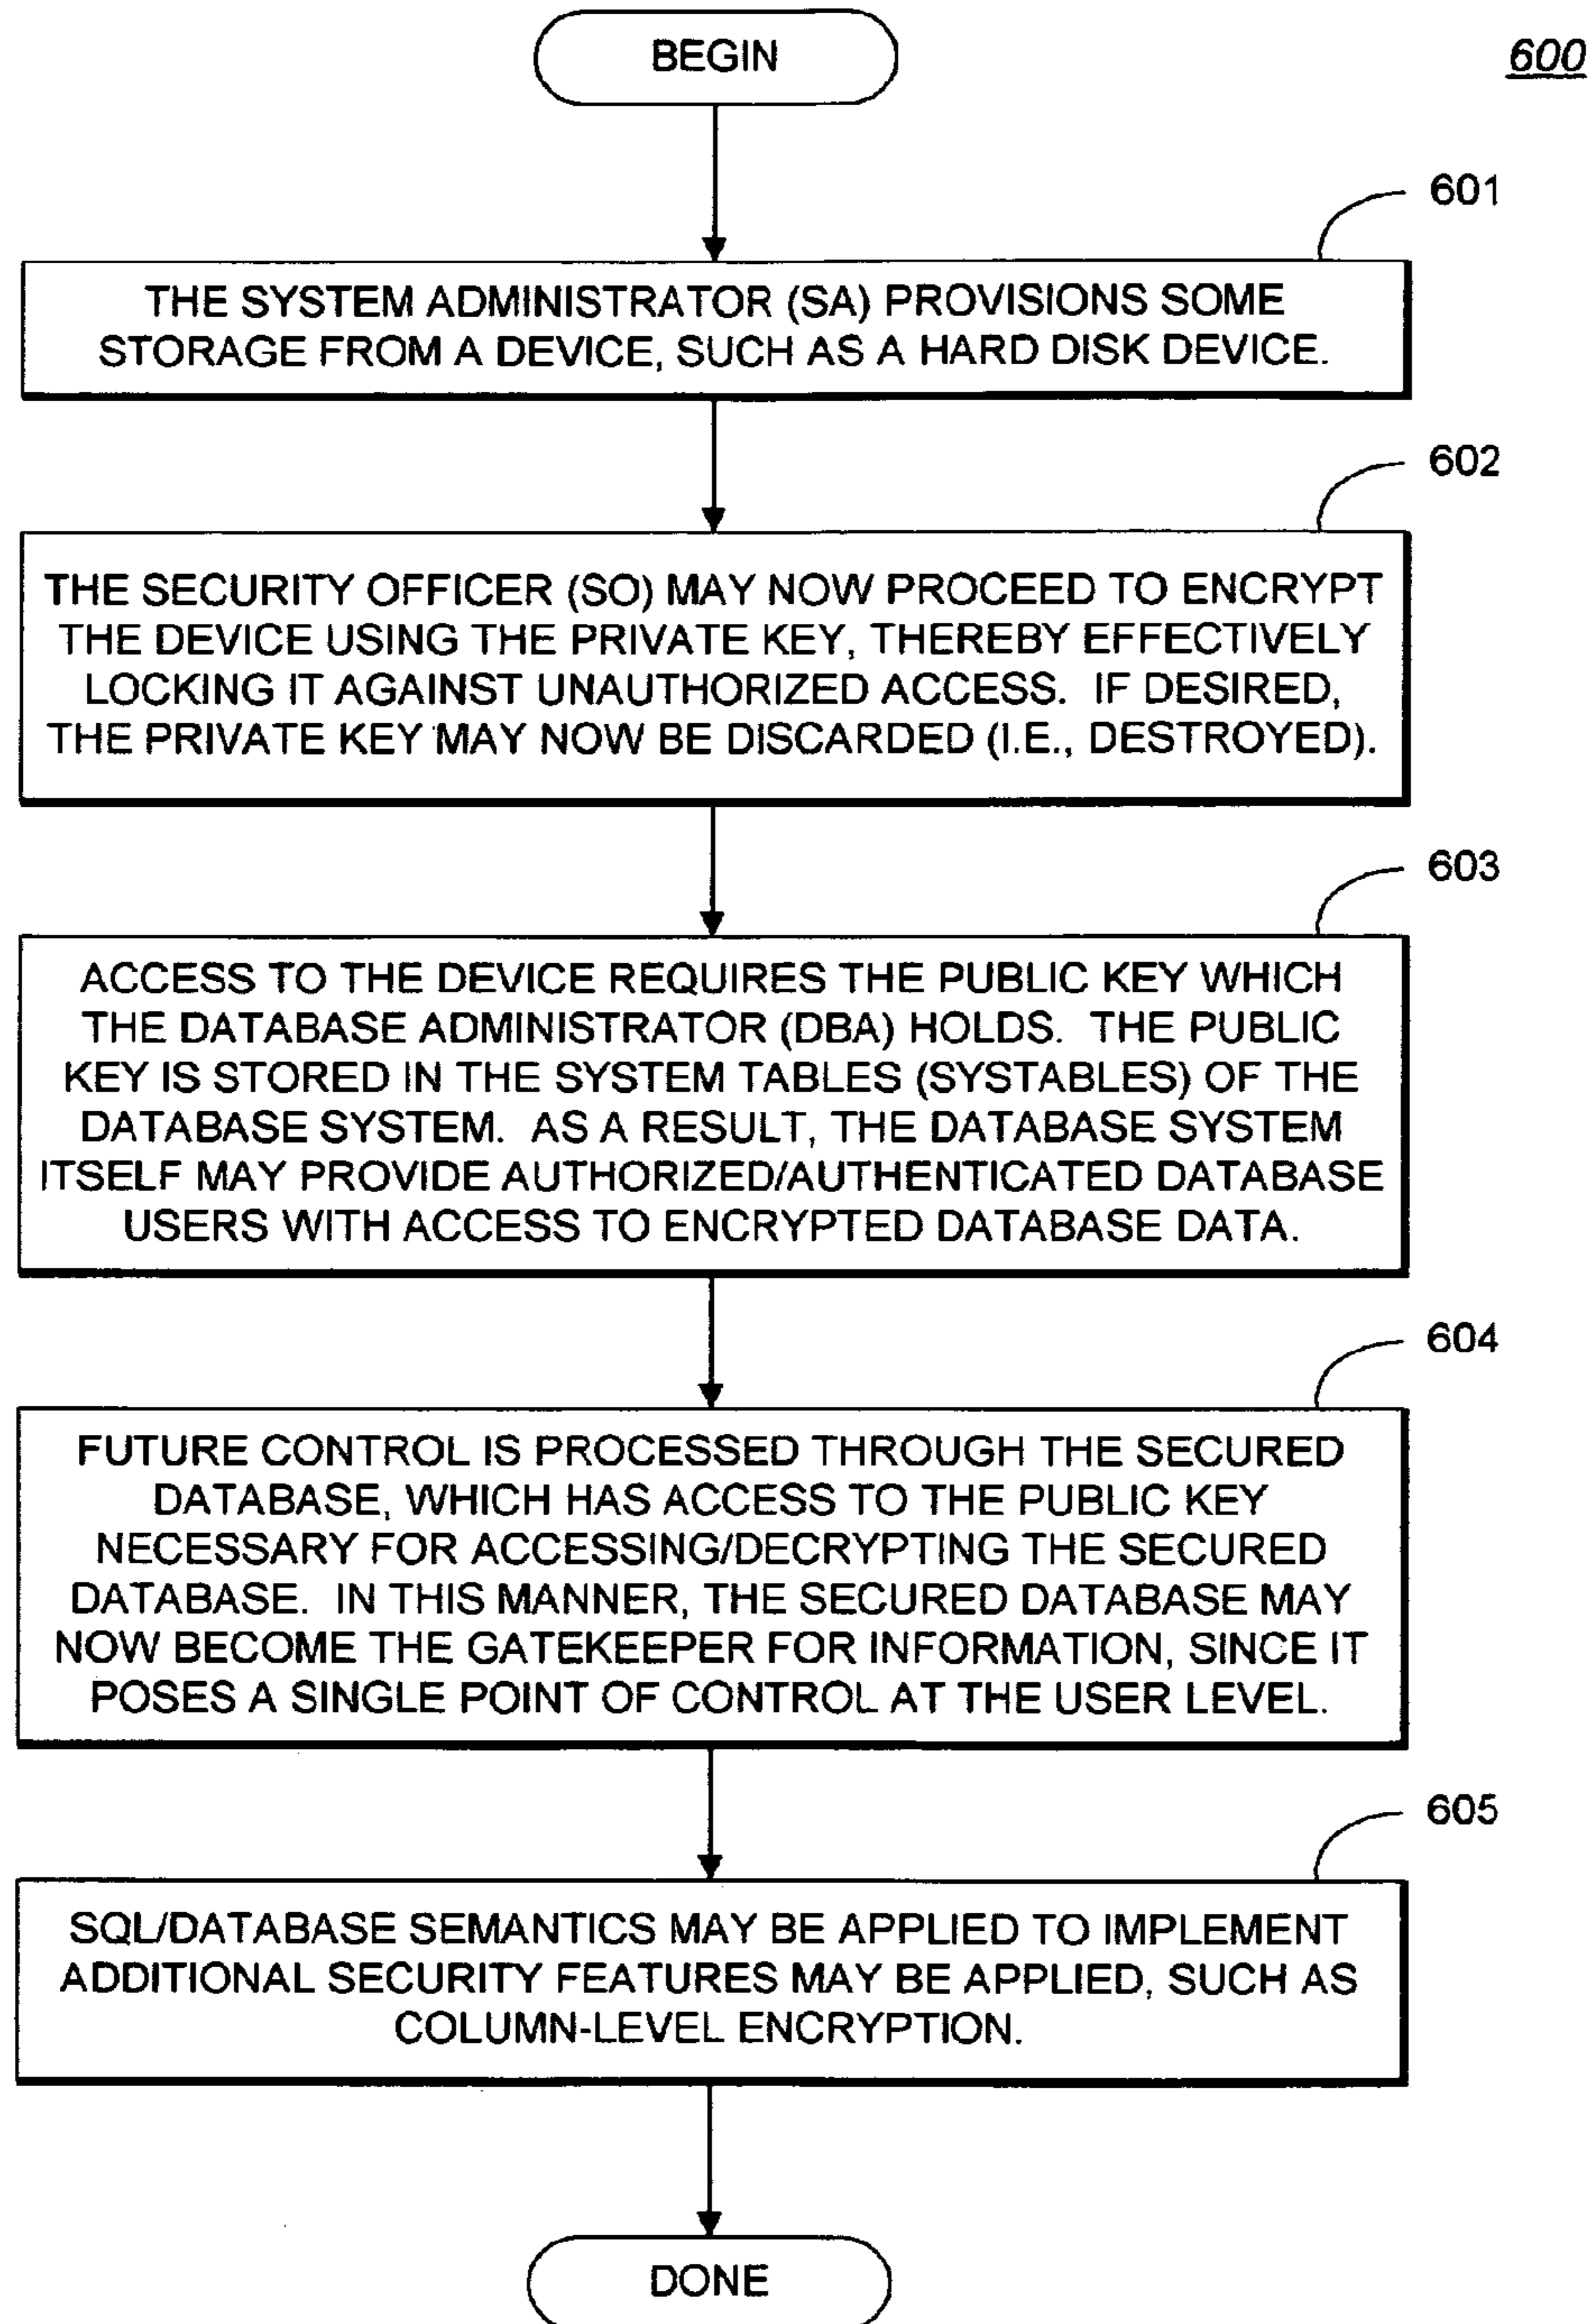 BEGIN
600
601
THE SYSTEM ADMINISTRATOR (SA) PROVISIONS SOME
STORAGE FROM A DEVICE, SUCH AS A HARD DISK DEVICE.
602
THE SECURITY OFFICER (SO) MAY NOW PROCEED TO ENCRYPT
THE DEVICE USING THE PRIVATE KEY, THEREBY EFFECTIVELY
LOCKING IT AGAINST UNAUTHORIZED ACCESS. IF DESIRED,
THE PRIVATE KEY MAY NOW BE DISCARDED (I.E., DESTROYED).
603
ACCESS TO THE DEVICE REQUIRES THE PUBLIC KEY WHICH
THE DATABASE ADMINISTRATOR (DBA) HOLDS. THE PUBLIC
KEY IS STORED IN THE SYSTEM TABLES (SYSTABLES) OF THE
DATABASE SYSTEM. AS A RESULT, THE DATABASE SYSTEM
ITSELF MAY PROVIDE AUTHORIZED/AUTHENTICATED DATABASE
USERS WITH ACCESS TO ENCRYPTED DATABASE DATA.
604
FUTURE CONTROL IS PROCESSED THROUGH THE SECURED
DATABASE, WHICH HAS ACCESS TO THE PUBLIC KEY
NECESSARY FOR ACCESSING/DECRYPTING THE SECURED
DATABASE. IN THIS MANNER, THE SECURED DATABASE MAY
NOW BECOME THE GATEKEEPER FOR INFORMATION, SINCE IT
POSES A SINGLE POINT OF CONTROL AT THE USER LEVEL.
605
SQL/DATABASE SEMANTICS MAY BE APPLIED TO IMPLEMENT
ADDITIONAL SECURITY FEATURES MAY BE APPLIED, SUCH AS
COLUMN-LEVEL ENCRYPTION.
DONE